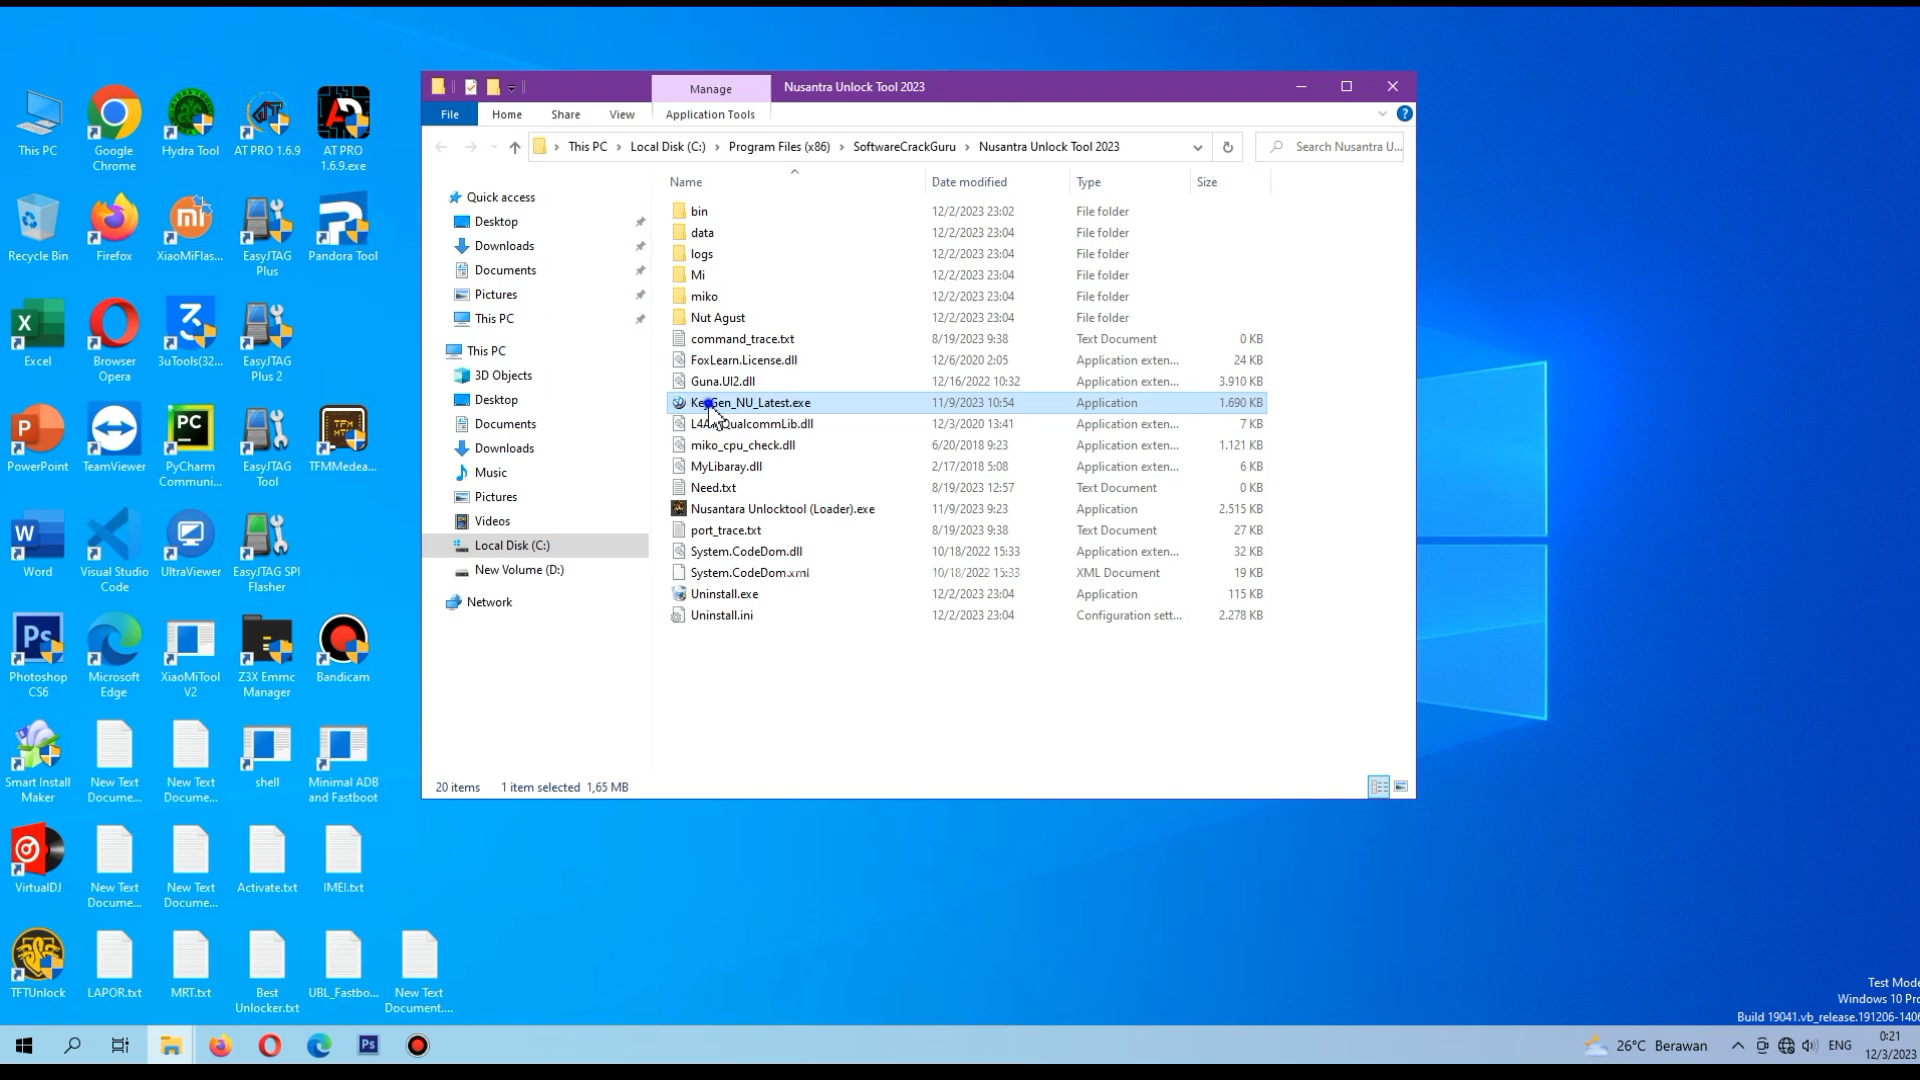 Manage
Nusantra Unlock Tool 2023
File
Home
Share
View
Application Tools
This PC
Local Disk (C:)
Program Files (x86)
SoftwareCrackGuru
Nusantra Unlock Tool 2023
Search Nusantra U...
Name
Date modified
Type
Size
Quick access
Desktop
Downloads
Documents
Pictures
This PC
This PC
3D Objects
Desktop
Documents
Downloads
Music
Pictures
Videos
Local Disk (C:)
New Volume (D:)
Network
bin 12/2/2023 23:02 File folder
data 12/2/2023 23:04 File folder
logs 12/2/2023 23:04 File folder
Mi 12/2/2023 23:04 File folder
miko 12/2/2023 23:04 File folder
Nut Agust 12/2/2023 23:04 File folder
command_trace.txt 8/19/2023 9:38 Text Document 0 KB
FoxLearn.License.dll 12/6/2020 2:05 Application exten... 24 KB
Guna.UI2.dll 12/16/2022 10:32 Application exten... 3.910 KB
KeyGen_NU_Latest.exe 11/9/2023 10:54 Application 1.690 KB
QualcommLib.dll 12/3/2020 13:41 Application exten... 7 KB
miko_cpu_check.dll 6/20/2018 9:23 Application exten... 1.121 KB
MyLibaray.dll 2/17/2018 5:08 Application exten... 6 KB
Need.txt 8/19/2023 12:57 Text Document 0 KB
Nusantara Unlocktool (Loader).exe 11/9/2023 9:23 Application 2.515 KB
port_trace.txt 8/19/2023 9:38 Text Document 27 KB
System.CodeDom.dll 10/18/2022 15:33 Application exten... 32 KB
System.CodeDom.xml 10/18/2022 15:33 XML Document 19 KB
Uninstall.exe 12/2/2023 23:04 Application 115 KB
Uninstall.ini 12/2/2023 23:04 Configuration sett... 2.278 KB
20 items 1 item selected 1,65 MB
This PC
Google
Chrome
Hydra Tool
AT PRO 1.6.9
AT PRO
1.6.9.exe
Recycle Bin
Firefox
XiaoMiFlas...
EasyJTAG
Plus
Pandora Tool
Excel
Browser
Opera
3uTools(32...
EasyJTAG
Plus 2
PowerPoint
TeamViewer
PyCharm
Communi...
EasyJTAG
Tool
TFMMedea...
Word
Visual Studio
Code
UltraViewer
EasyJTAG SPI
Flasher
Photoshop
CS6
Microsoft
Edge
XiaoMiTool
V2
Z3X Emmc
Manager
Bandicam
Smart Install
Maker
New Text
Docume...
New Text
Docume...
shell
Minimal ADB
and Fastboot
VirtualDJ
New Text
Docume...
New Text
Docume...
Activate.txt
IMEI.txt
TFTUnlock
LAPOR.txt
MRT.txt
Best
Unlocker.txt
UBL_Fastbo...
New Text
Document....
Test Mode
Windows 10 Pro
Build 19041.vb_release.191206-1406
26°C Berawan
ENG
0:21
12/3/2023